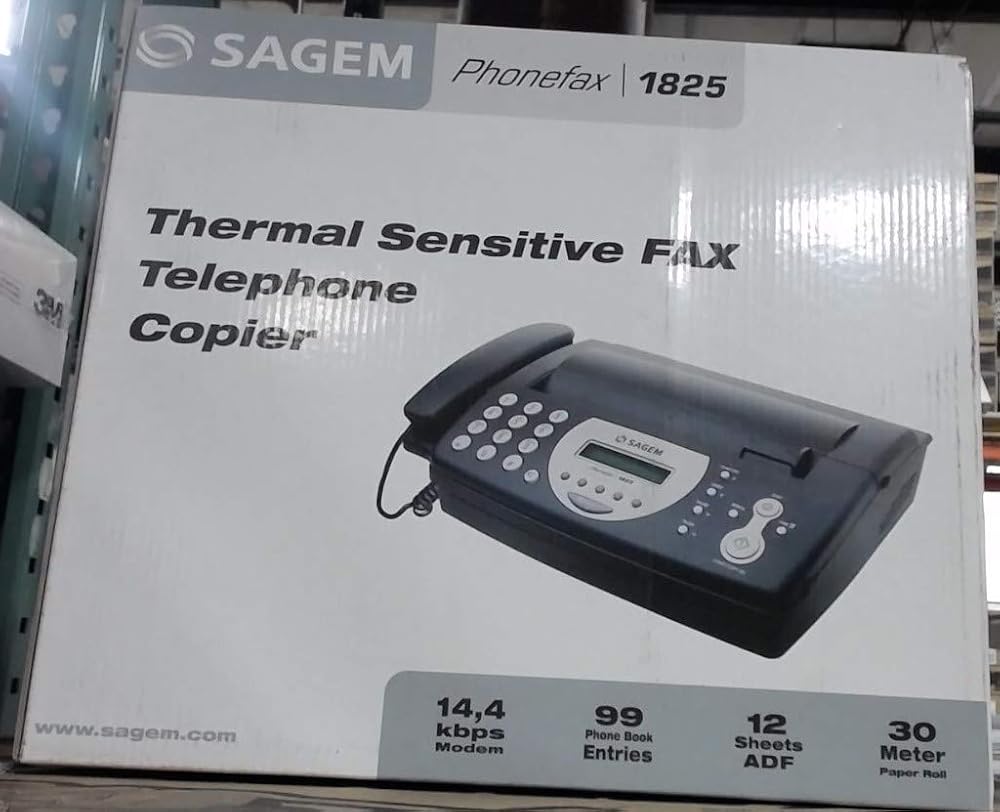 SAGEM
Phonefax | 1825
Thermal Sensitive FAX
Telephone
Copier
3M
SAGEM
www.sagem.com
14,4
kbps
Modem
99
Phone Book
Entries
12
Sheets
ADF
30
Meter
Paper Roll